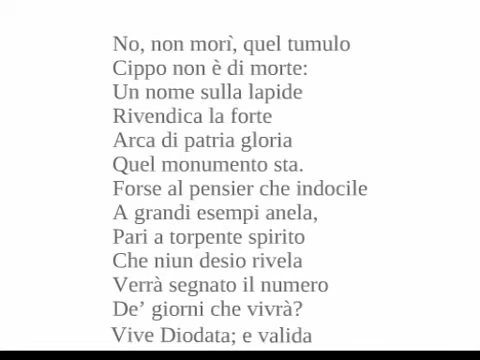 No, non morì, quel tumulo
Cippo non è di morte:
Un nome sulla lapide
Rivendica la forte
Arca di patria gloria
Quel monumento sta.
Forse al pensier che indocile
A grandi esempi anela,
Pari a torpente spirito
Che niun desio rivela
Verrà segnato il numero
De’ giorni che vivrà?
Vive Diodata; e valida